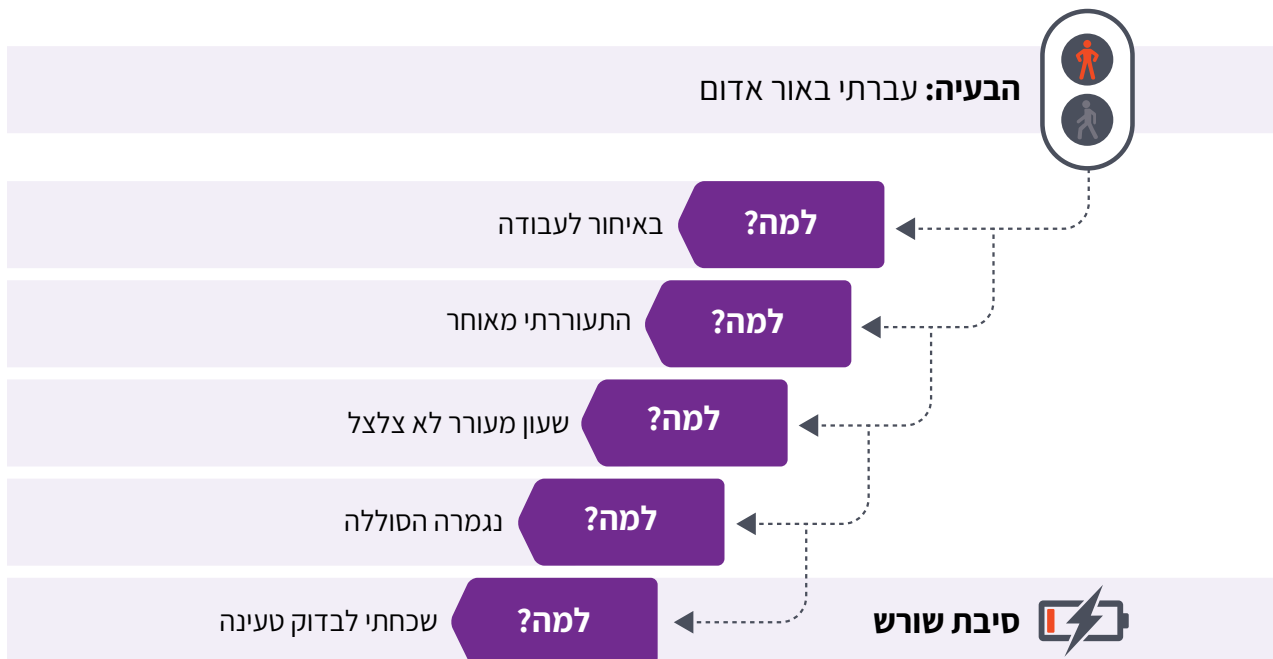 הבעיה: עברתי באור אדום
למה? באיחור לעבודה
למה? התעוררתי מאוחר
למה? שעון מעורר לא צלצל
למה? נגמרה הסוללה
סיבת שורש למה? שכחתי לבדוק טעינה